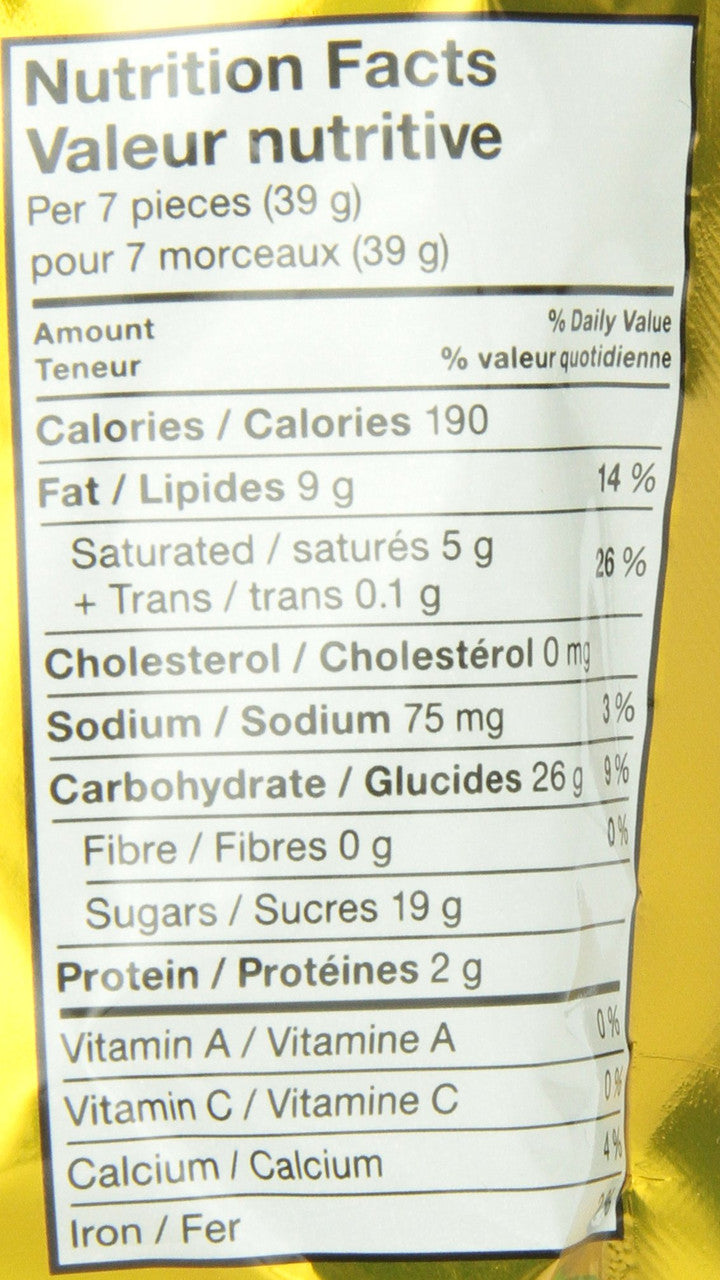 Nutrition Facts
Valeur nutritive
Per 7 pieces (39 g)
pour 7 morceaux (39 g)
Amount % Daily Value
Teneur % valeur quotidienne
Calories / Calories 190
Fat / Lipides 9 g 14 %
Saturated / saturés 5 g
+ Trans / trans 0.1 g 26 %
Cholesterol / Cholestérol 0 mg
Sodium / Sodium 75 mg 3 %
Carbohydrate / Glucides 26 g 9 %
Fibre / Fibres 0 g 0 %
Sugars / Sucres 19 g
Protein / Protéines 2 g
Vitamin A / Vitamine A 0 %
Vitamin C / Vitamine C 0 %
Calcium / Calcium 4 %
Iron / Fer